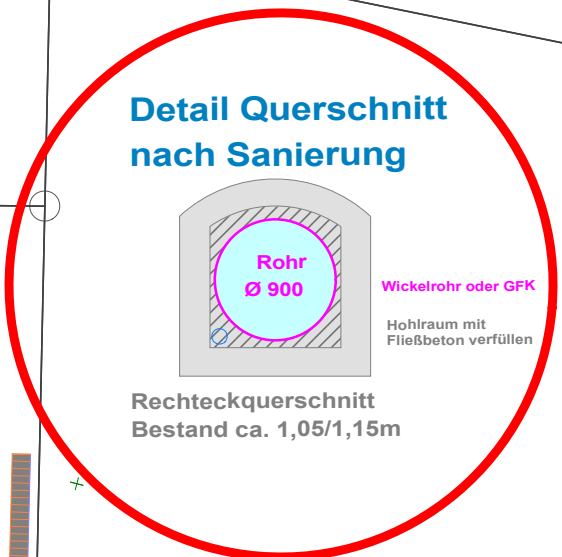 Detail Querschnitt
nach Sanierung
Rohr
Ø 900
Wickelrohr oder GFK
Hohlraum mit
Fließbeton verfüllen
Rechteckquerschnitt
Bestand ca. 1,05/1,15m